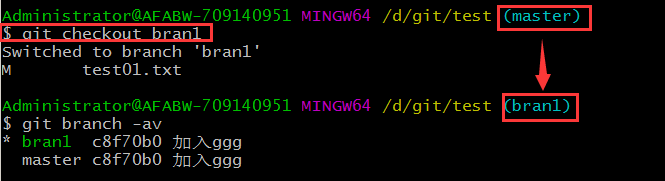 Administrator@AFABW-709140951 MINGW64 /d/git/test (master)
$ git checkout bran1
Switched to branch 'bran1'
M       test01.txt
Administrator@AFABW-709140951 MINGW64 /d/git/test (bran1)
$ git branch -av
* bran1  c8f70b0 加入ggg
  master c8f70b0 加入ggg